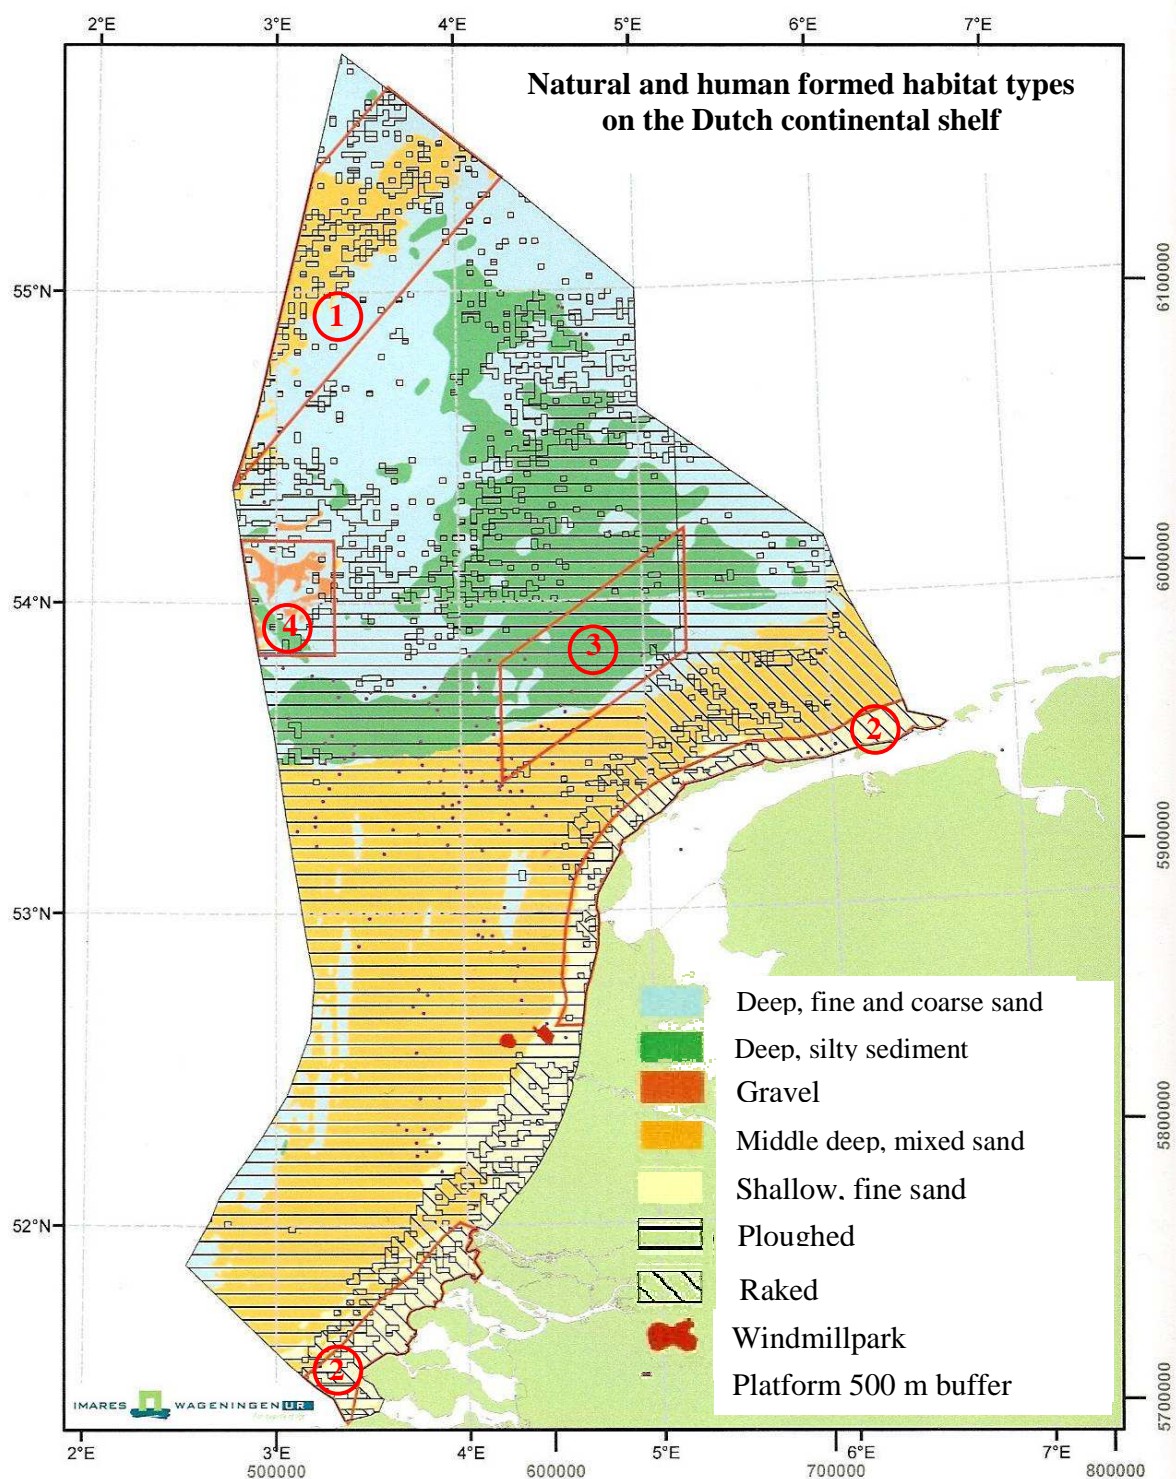 2°E 3°E 4°E 5°E 6°E 7°E
Natural and human formed habitat types
on the Dutch continental shelf
6100000
55°N
1
6000000
54°N
4
3
2
5900000
53°N
Deep, fine and coarse sand
Deep, silty sediment
Gravel
5800000
Middle deep, mixed sand
Shallow, fine sand
52°N
Ploughed
Raked
Windmillpark
2
Platform 500 m buffer
5700000
IMARES WAGENINGEN UR
2°E 3°E 4°E 5°E 6°E 7°E
500000 600000 700000 800000